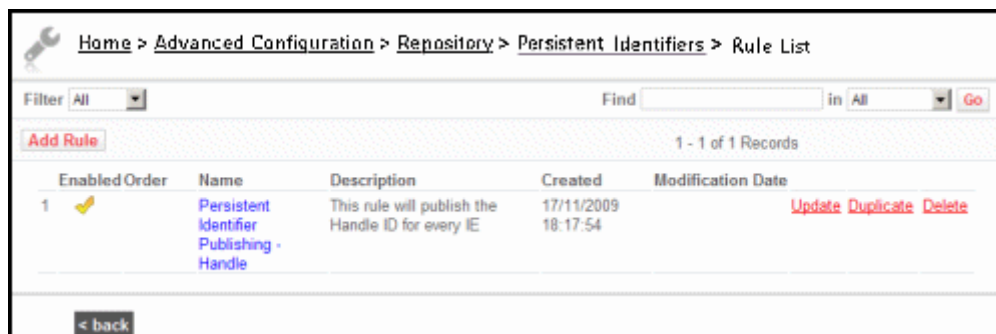 Home > Advanced Configuration > Repository > Persistent Identifiers > Rule List
Filter All Find in All Go
Add Rule 1 - 1 of 1 Records
Enabled Order Name Description Created Modification Date
1 Persistent This rule will publish the 17/11/2009 Update Duplicate Delete
Identifier Handle ID for every IE 18:17:54
Publishing -
Handle
< back